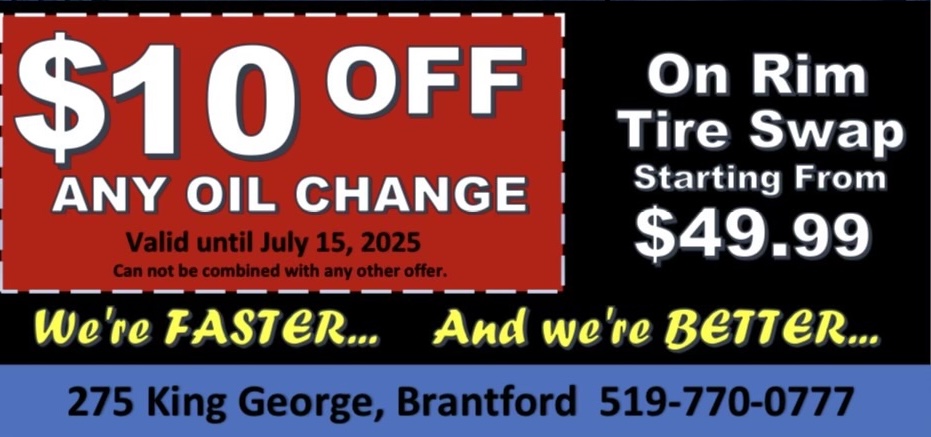 $10 OFF
ANY OIL CHANGE
Valid until July 15, 2025
Can not be combined with any other offer.
On Rim
Tire Swap
Starting From
$49.99
We're FASTER... And we're BETTER...
275 King George, Brantford 519-770-0777